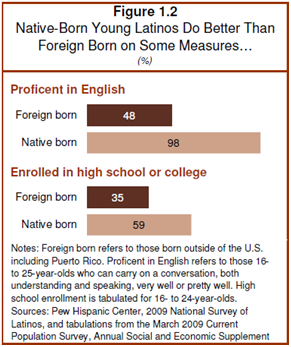 Figure 1.2
Native-Born Young Latinos Do Better Than
Foreign Born on Some Measures…
(%)
Proficent in English
Foreign born 48
Native born 98
Enrolled in high school or college
Foreign born 35
Native born 59
Notes: Foreign born refers to those born outside of the U.S.
including Puerto Rico. Proficent in English refers to those 16-
to 25-year-olds who can carry on a conversation, both
understanding and speaking, very well or pretty well. High
school enrollment is tabulated for 16- to 24-year-olds.
Sources: Pew Hispanic Center, 2009 National Survey of
Latinos, and tabulations from the March 2009 Current
Population Survey, Annual Social and Economic Supplement